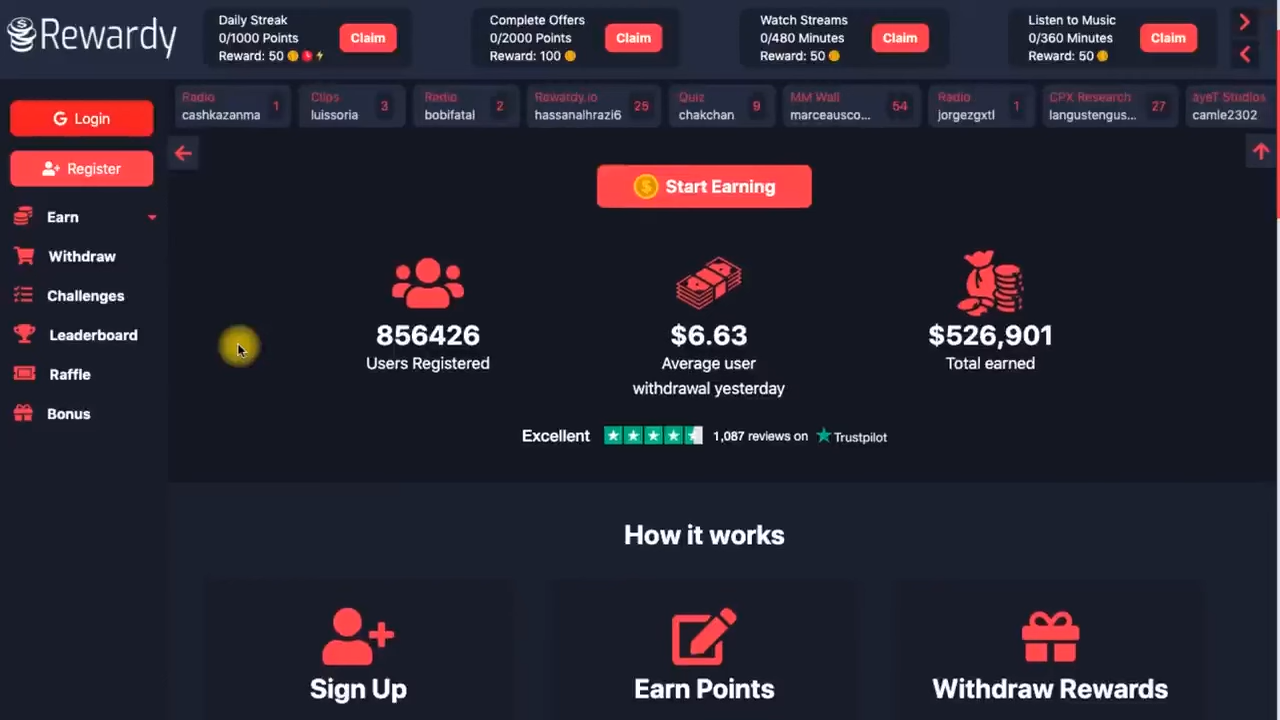 Rewardy
Daily Streak
0/1000 Points
Reward: 50
Claim
Complete Offers
0/2000 Points
Reward: 100
Claim
Watch Streams
0/480 Minutes
Reward: 50
Claim
Listen to Music
0/360 Minutes
Reward: 50
Claim
Radio
cashkazanma
1
Clips
luissoria
3
Radio
bobifatal
2
Rewardy.io
hassanalhrazi6
25
Quiz
chakchan
9
MM Wall
marceausco...
54
Radio
jorgezgxtl
1
CPX Research
langustengus...
27
ayeT Studios
camle2302
Login
Register
Earn
Withdraw
Challenges
Leaderboard
Raffle
Bonus
Start Earning
856426
Users Registered
$6.63
Average user
withdrawal yesterday
$526,901
Total earned
Excellent
1,087 reviews on
Trustpilot
How it works
Sign Up
Earn Points
Withdraw Rewards